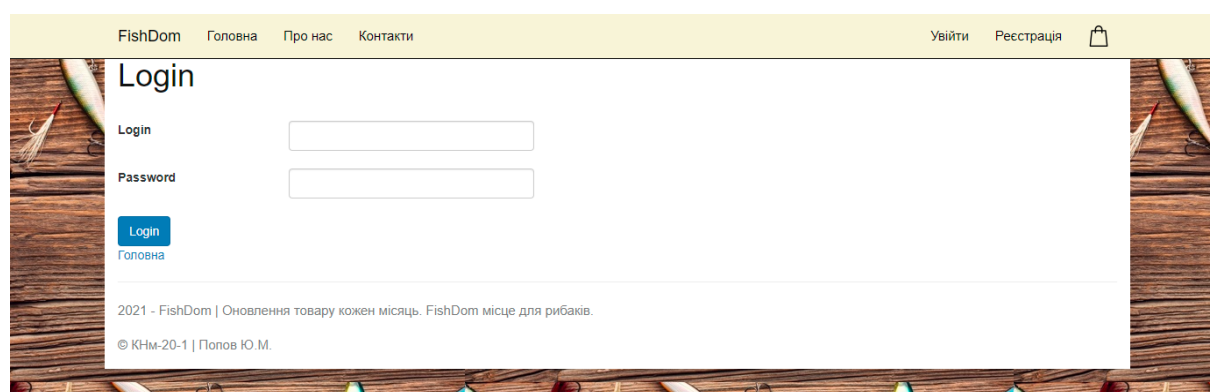 FishDom Головна Про нас Контакти Увійти Реєстрація
Login
Login
Password
Login
Головна
2021 - FishDom | Оновлення товару кожен місяць. FishDom місце для рибаків.
© КНм-20-1 | Попов Ю.М.